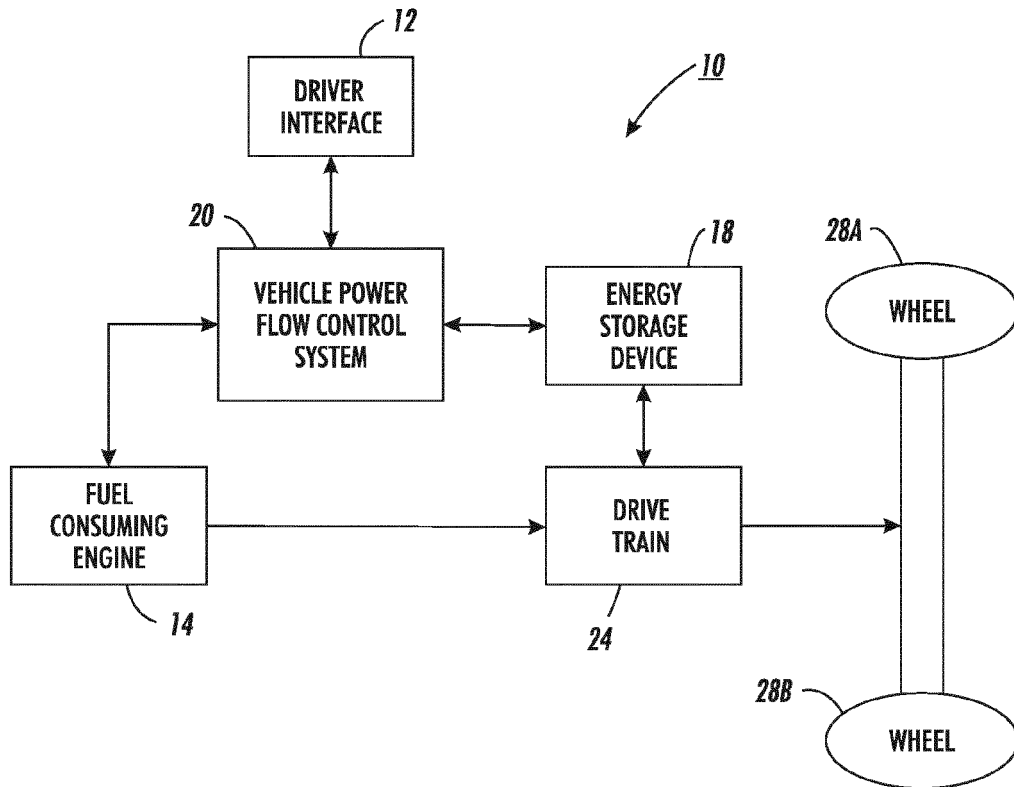 12
DRIVER
INTERFACE
10
20
VEHICLE POWER
FLOW CONTROL
SYSTEM
18
ENERGY
STORAGE
DEVICE
28A
WHEEL
FUEL
CONSUMING
ENGINE
14
DRIVE
TRAIN
24
28B
WHEEL